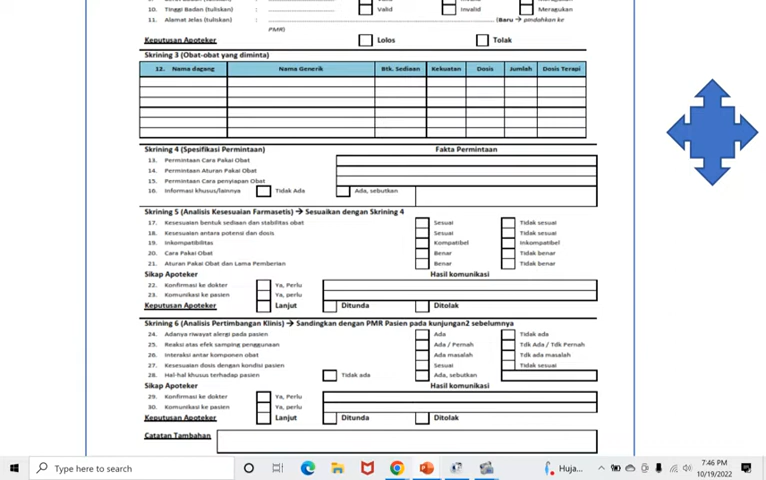 10. Tinggi Badan (tuliskan) : Valid Invalid Meragukan
11. Alamat Jelas (tuliskan) : (Baru → pindahkan ke
PMR)
Keputusan Apoteker Lolos Tolak
Skrining 3 (Obat-obat yang diminta)
12. Nama dagang Nama Generik Btk. Sediaan Kekuatan Dosis Jumlah Dosis Terapi
Skrining 4 (Spesifikasi Permintaan) Fakta Permintaan
13. Permintaan Cara Pakai Obat
14. Permintaan Aturan Pakai Obat
15. Permintaan Cara penyiapan Obat
16. Informasi khusus/lainnya Tidak Ada Ada, sebutkan
Skrining 5 (Analisis Kesesuaian Farmasetis) → Sesuaikan dengan Skrining 4
17. Kesesuaian bentuk sediaan dan stabilitas obat Sesuai Tidak sesuai
18. Kesesuaian antara potensi dan dosis Sesuai Tidak sesuai
19. Inkompatibilitas Kompatibel Inkompatibel
20. Cara Pakai Obat Benar Tidak benar
21. Aturan Pakai Obat dan Lama Pemberian Benar Tidak benar
Sikap Apoteker Hasil komunikasi
22. Konfirmasi ke dokter Ya, Perlu
23. Komunikasi ke pasien Ya, perlu
Keputusan Apoteker Lanjut Ditunda Ditolak
Skrining 6 (Analisis Pertimbangan Klinis) → Sandingkan dengan PMR Pasien pada kunjungan2 sebelumnya
24. Adanya riwayat alergi pada pasien Ada Tidak ada
25. Reaksi atas efek samping penggunaan Ada / Pernah Tdk Ada / Tdk Pernah
26. Interaksi antar komponen obat Ada masalah Tdk ada masalah
27. Kesesuaian dosis dengan kondisi pasien Sesuai Tidak sesuai
28. Hal-hal khusus terhadap pasien Tidak ada Ada, sebutkan
Sikap Apoteker Hasil komunikasi
29. Konfirmasi ke dokter Ya, Perlu
30. Komunikasi ke pasien Ya, perlu
Keputusan Apoteker Lanjut Ditunda Ditolak
Catatan Tambahan
Type here to search Huja... 7:46 PM
10/19/2022